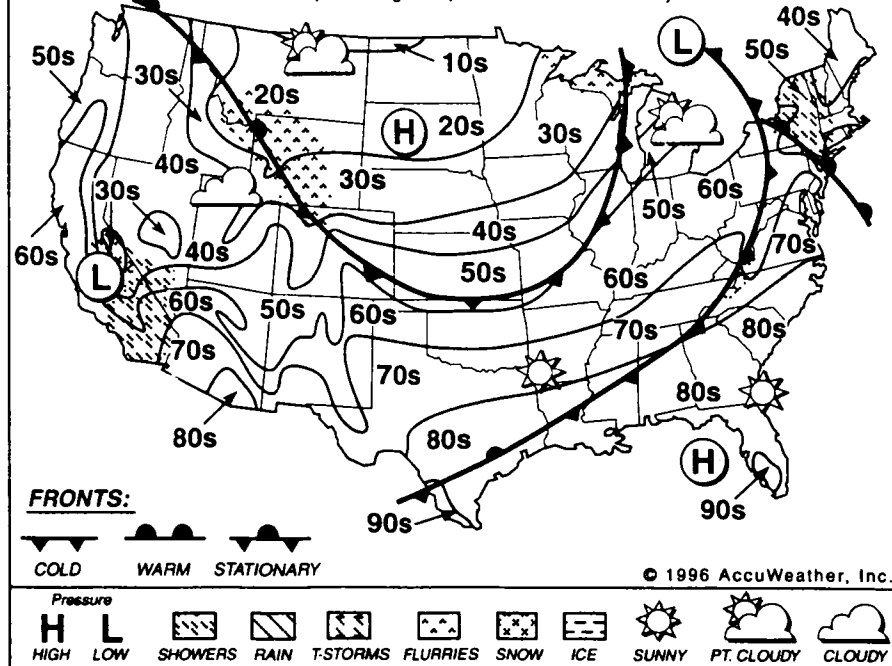 40s
50s
50s
L
30s
10s
20s
H
20s
30s
40s
30s
30s
60s
50s
40s
60s
40s
70s
L
50s
60s
60s
50s
60s
70s
80s
70s
70s
80s
80s
80s
H
90s
90s
FRONTS:
COLD WARM STATIONARY
© 1996 AccuWeather, Inc.
Pressure
H L
HIGH LOW SHOWERS RAIN T-STORMS FLURRIES SNOW ICE SUNNY PT. CLOUDY CLOUDY